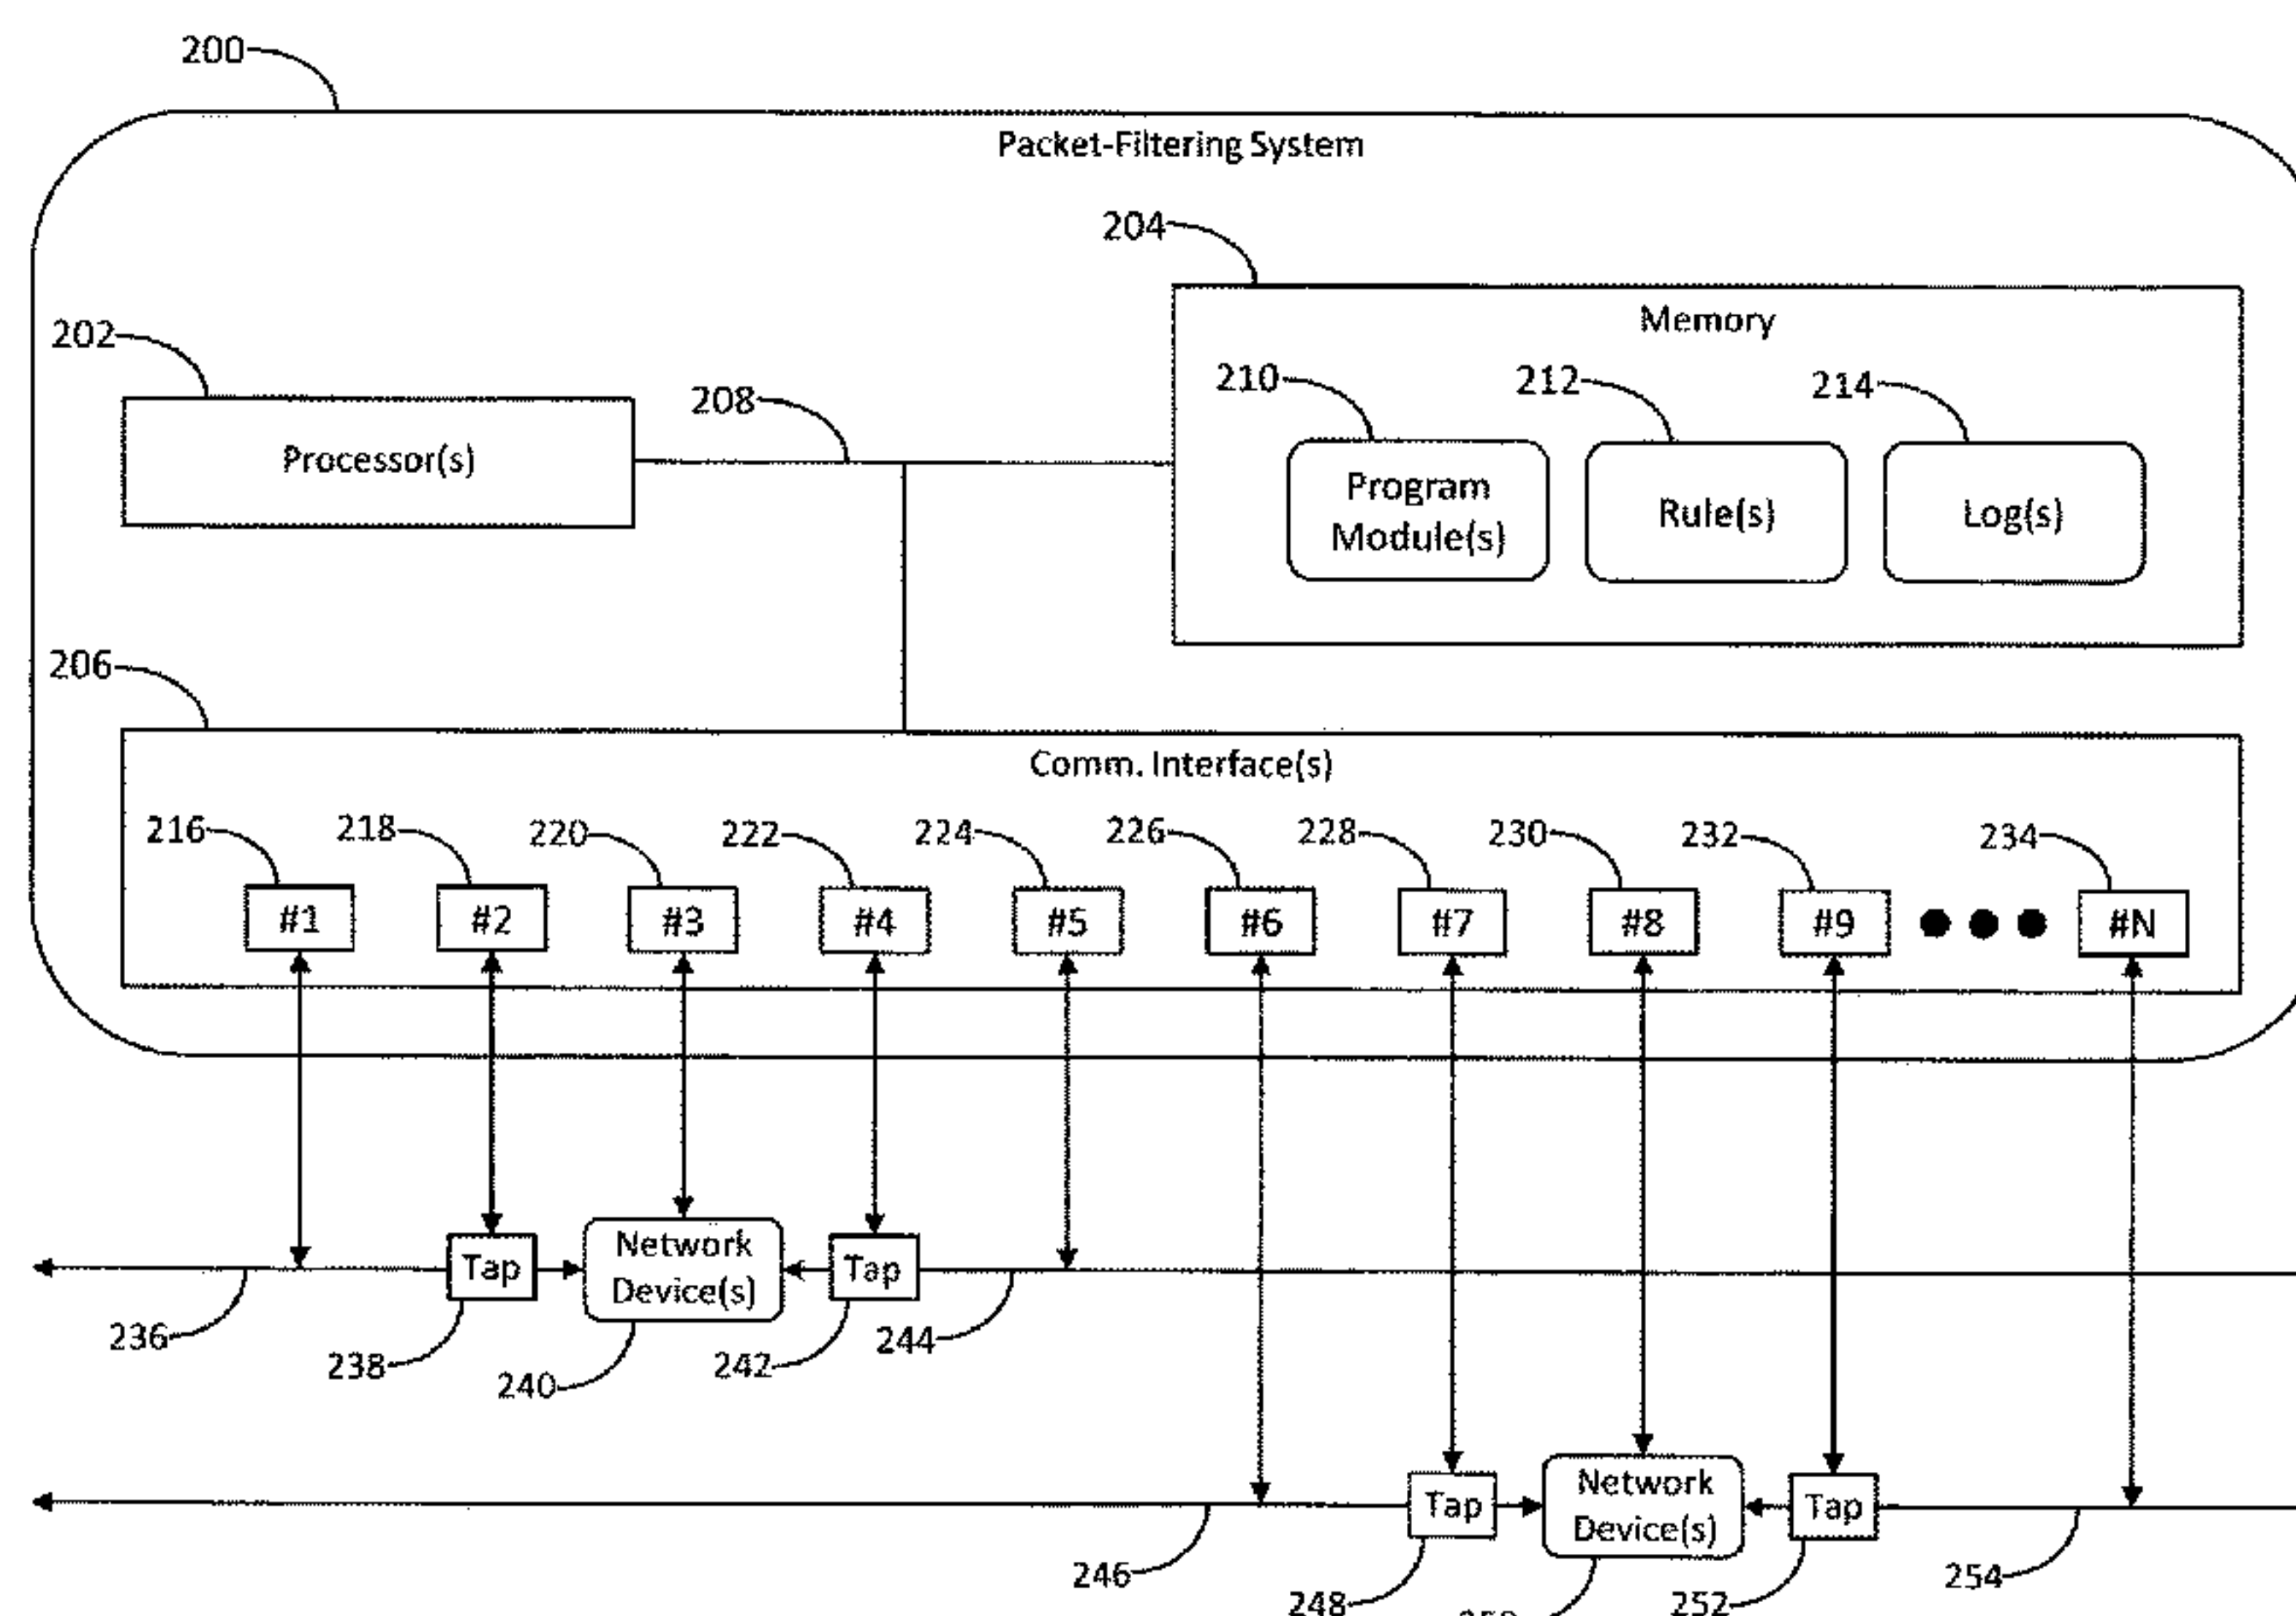 200
Packet-Filtering System
204
Memory
202
210
212
214
208
Processor(s)
Program
Module(s)
Rule(s)
Log(s)
206
Comm. Interface(s)
216
218
220
222
224
226
228
230
232
234
#1
#2
#3
#4
#5
#6
#7
#8
#9
#N
Tap
Network
Device(s)
Tap
236
238
240
242
244
Tap
Network
Device(s)
Tap
246
248
252
254